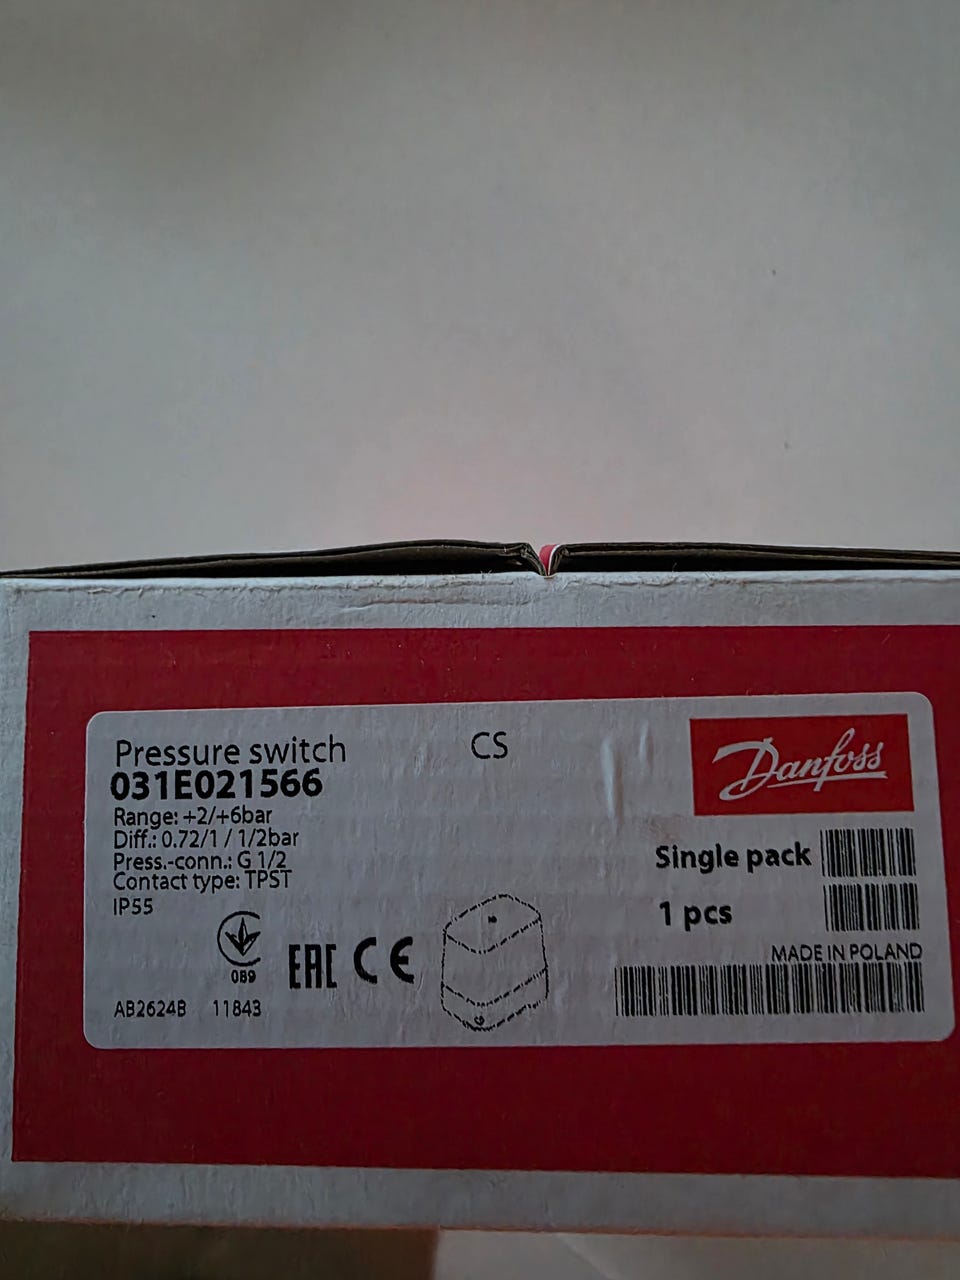 Pressure switch
031E021566
Range: +2/+6bar
Diff.: 0.72/1 / 1/2bar
Press.-conn.: G 1/2
Contact type: TPST
IP55
089
EAC CE
AB2624B 11843
CS
Danfoss
Single pack
1 pcs
MADE IN POLAND